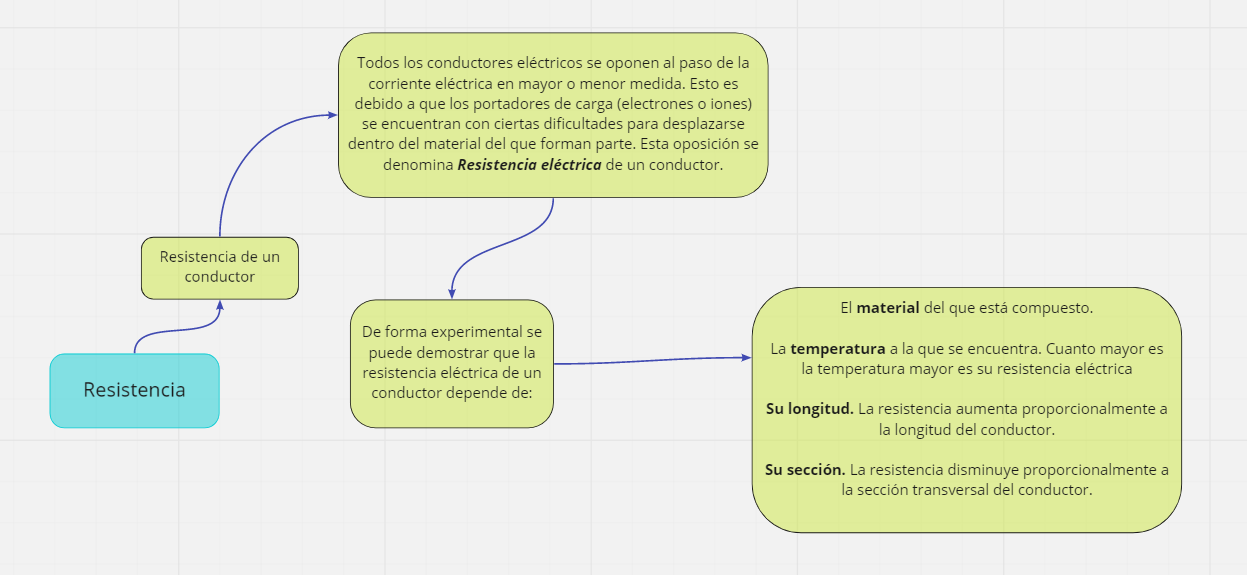 Todos los conductores eléctricos se oponen al paso de la
corriente eléctrica en mayor o menor medida. Esto es
debido a que los portadores de carga (electrones o iones)
se encuentran con ciertas dificultades para desplazarse
dentro del material del que forman parte. Esta oposición se
denomina Resistencia eléctrica de un conductor.
Resistencia de un
conductor
Resistencia
De forma experimental se
puede demostrar que la
resistencia eléctrica de un
conductor depende de:
El material del que está compuesto.
La temperatura a la que se encuentra. Cuanto mayor es
la temperatura mayor es su resistencia eléctrica
Su longitud. La resistencia aumenta proporcionalmente a
la longitud del conductor.
Su sección. La resistencia disminuye proporcionalmente a
la sección transversal del conductor.